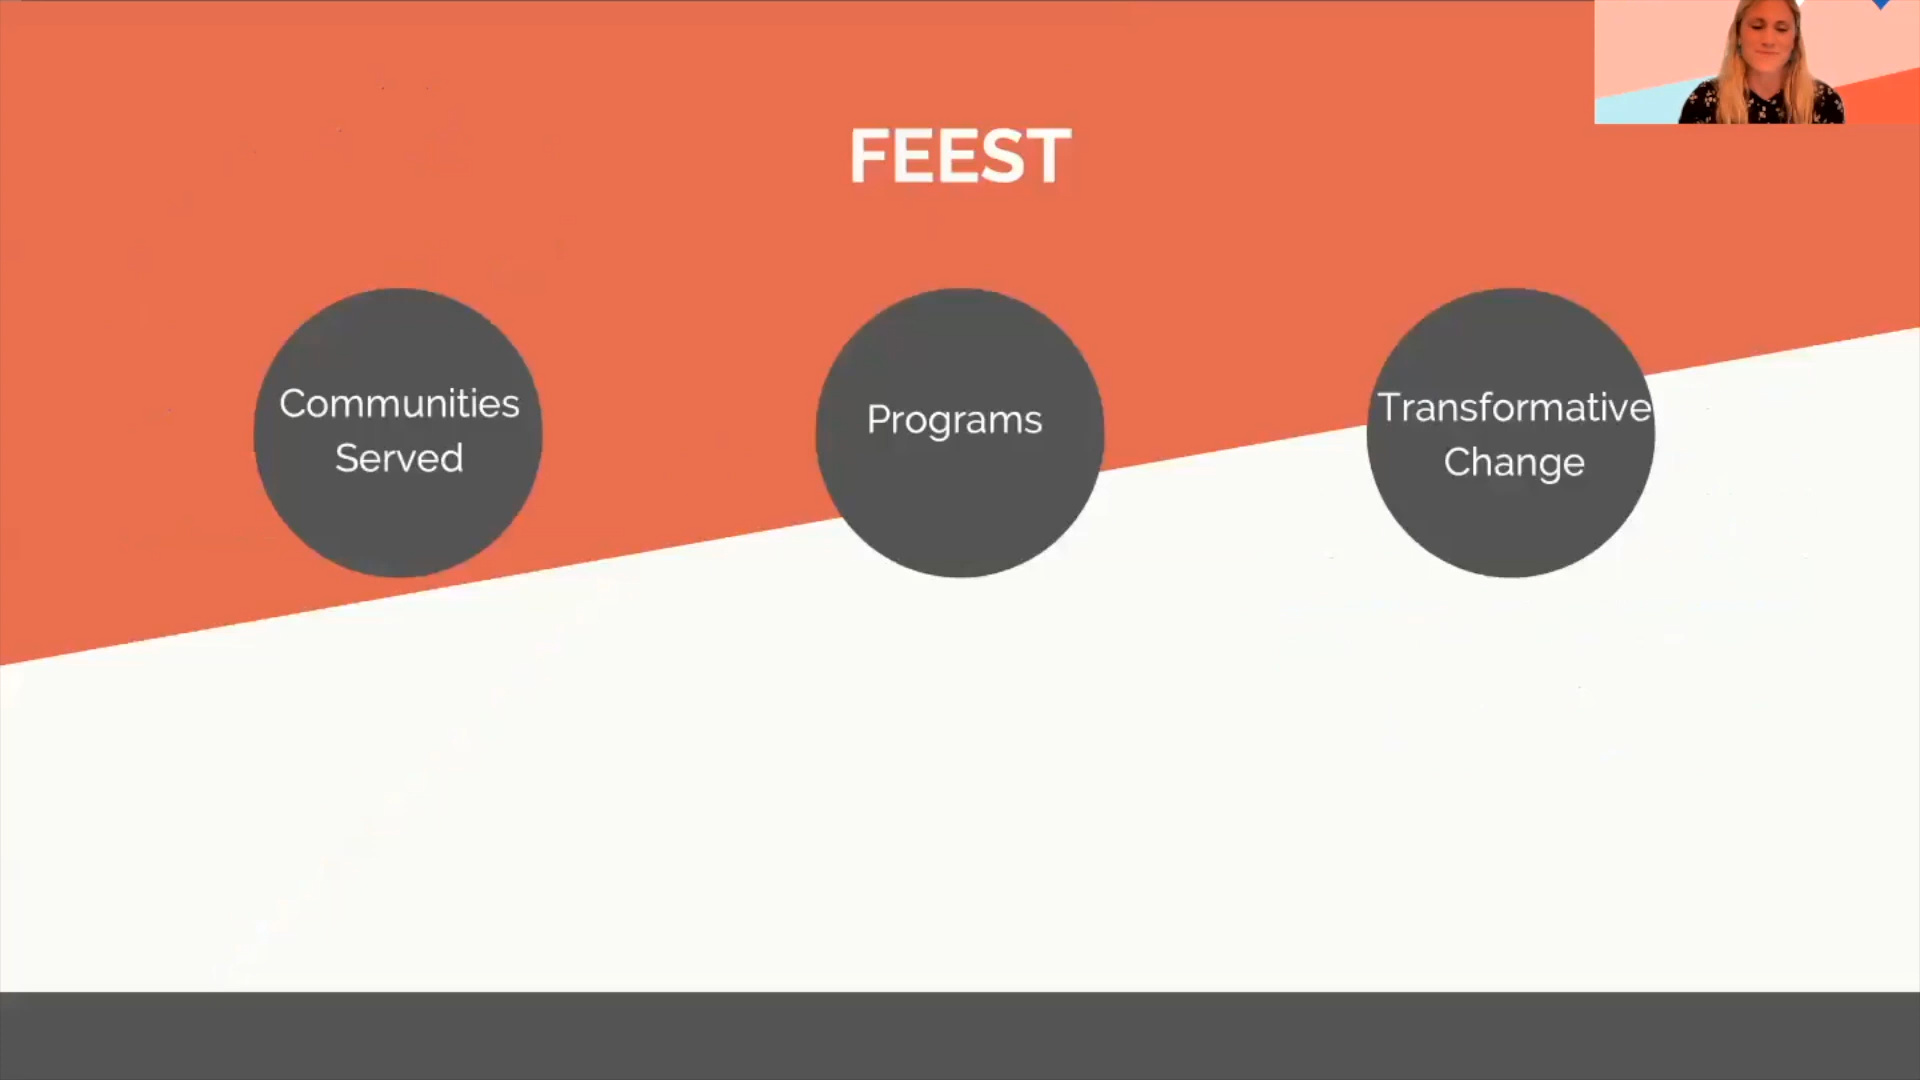 FEEST
Communities
Served
Programs
Transformative
Change